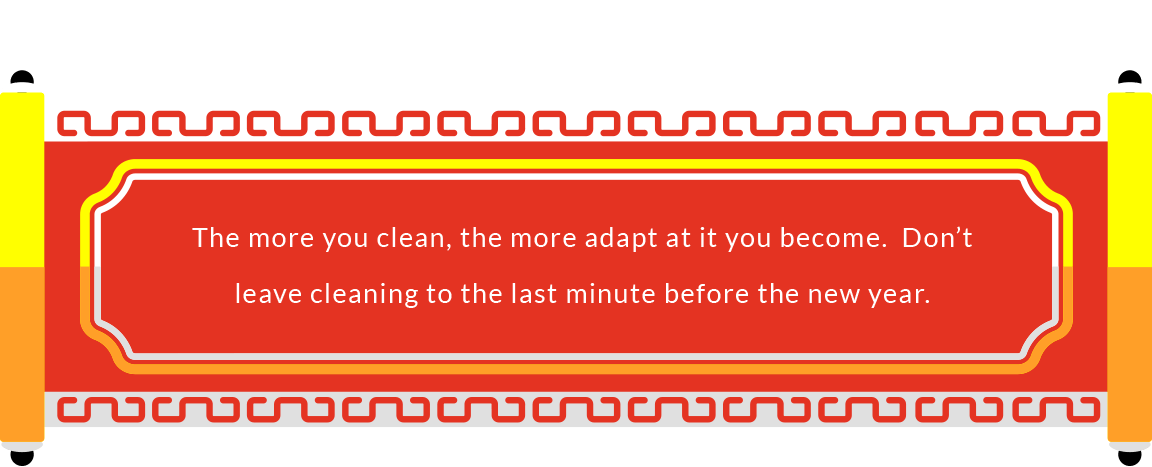 The more you clean, the more adapt at it you become.  Don’t
leave cleaning to the last minute before the new year.